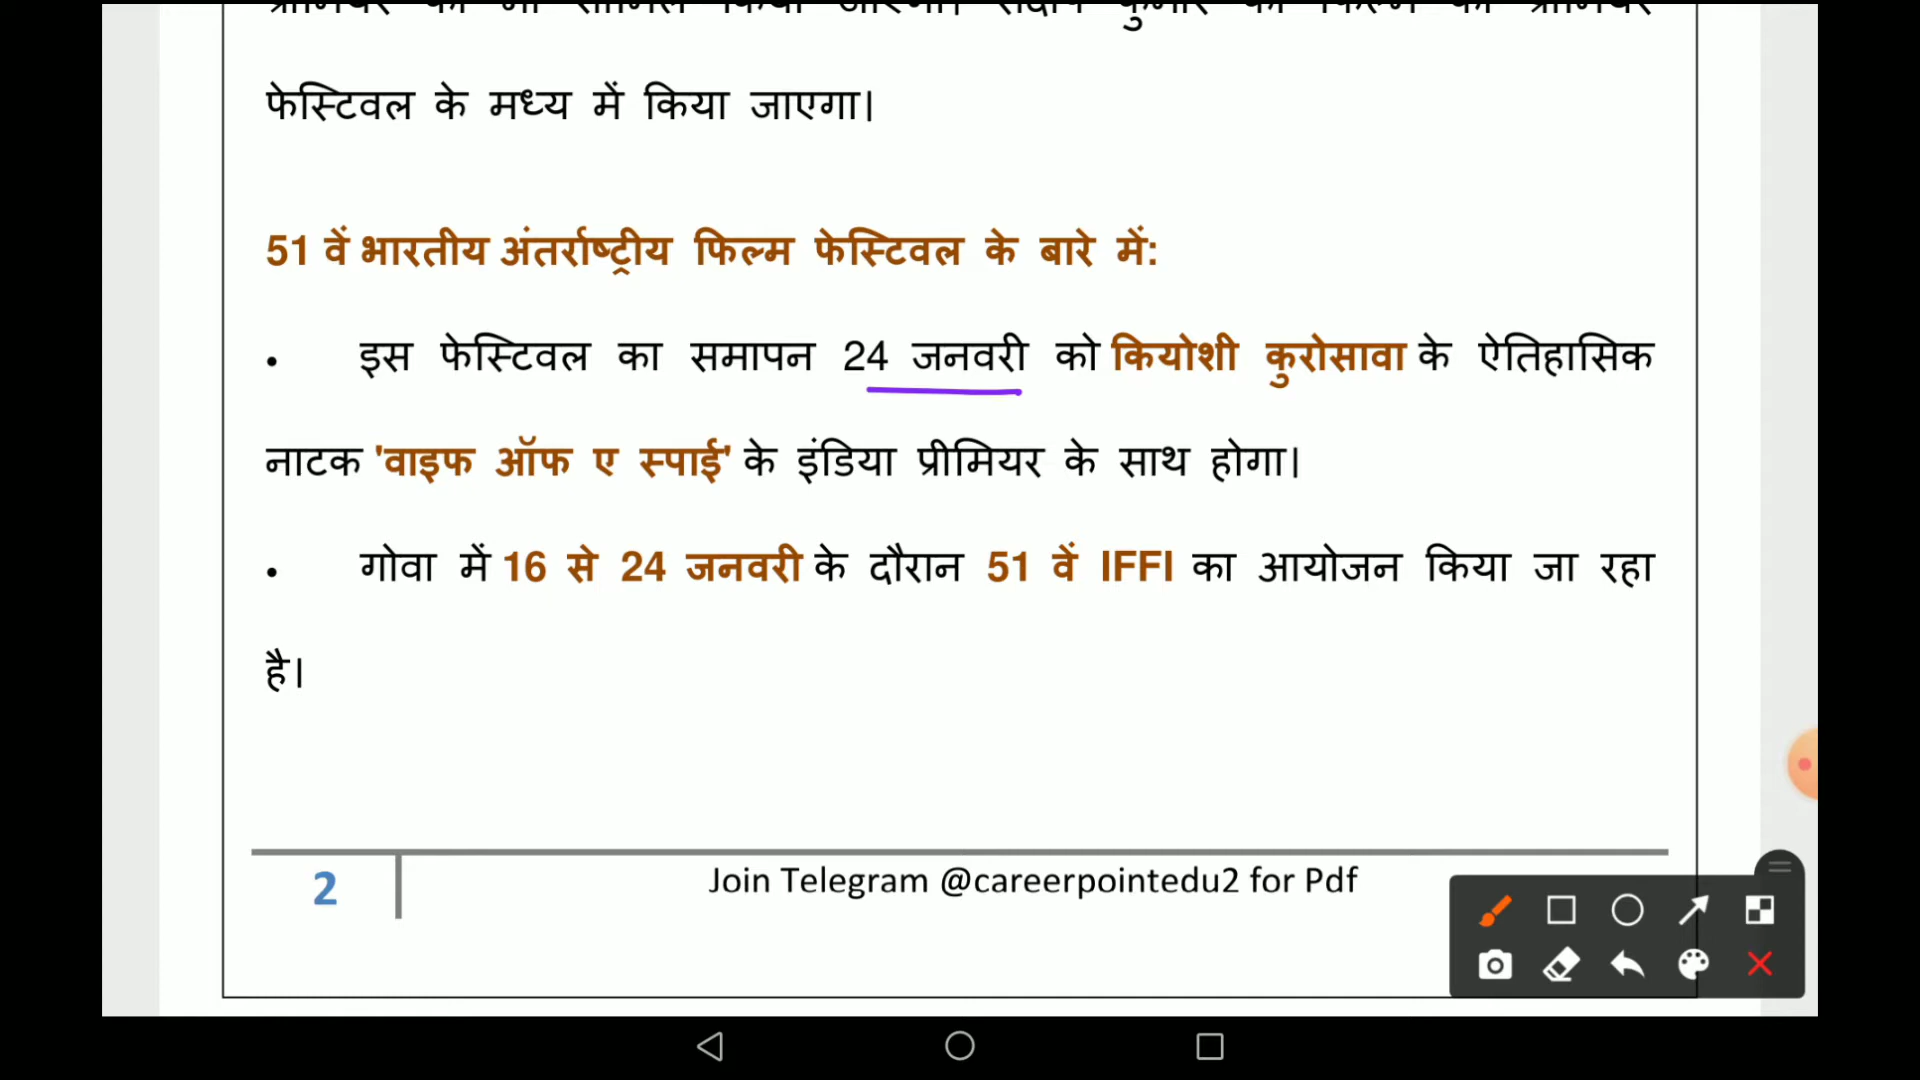 फेस्टिवल के मध्य में किया जाएगा।
51 वें भारतीय अंतर्राष्ट्रीय फिल्म फेस्टिवल के बारे में:
• इस फेस्टिवल का समापन 24 जनवरी को कियोशी कुरोसावा के ऐतिहासिक
नाटक 'वाइफ ऑफ ए स्पाई' के इंडिया प्रीमियर के साथ होगा।
• गोवा में 16 से 24 जनवरी के दौरान 51 वें IFFI का आयोजन किया जा रहा
है।
2
Join Telegram @careerpointedu2 for Pdf